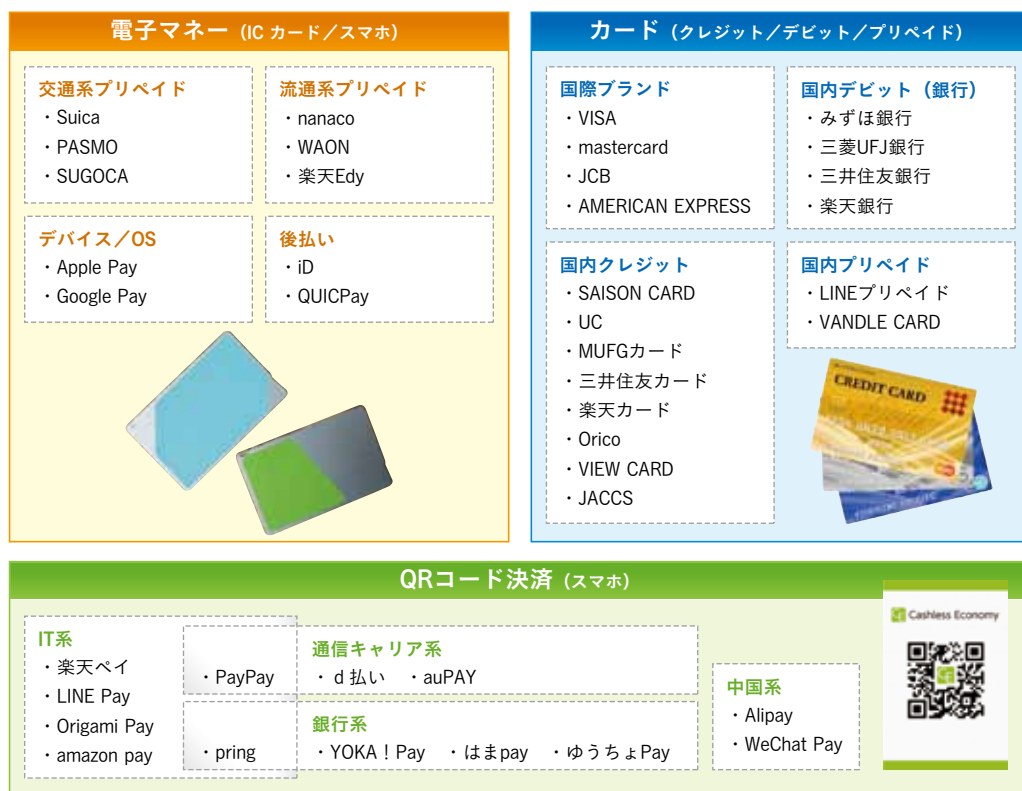 電子マネー（IC カード／スマホ）
交通系プリペイド
・Suica
・PASMO
・SUGOCA
流通系プリペイド
・nanaco
・WAON
・楽天Edy
デバイス／OS
・Apple Pay
・Google Pay
後払い
・iD
・QUICPay
カード（クレジット／デビット／プリペイド）
国際ブランド
・VISA
・mastercard
・JCB
・AMERICAN EXPRESS
国内デビット（銀行）
・みずほ銀行
・三菱UFJ銀行
・三井住友銀行
・楽天銀行
国内クレジット
・SAISON CARD
・UC
・MUFGカード
・三井住友カード
・楽天カード
・Orico
・VIEW CARD
・JACCS
国内プリペイド
・LINEプリペイド
・VANDLE CARD
CREDIT CARD
QRコード決済（スマホ）
IT系
・楽天ペイ
・LINE Pay
・Origami Pay
・amazon pay
・PayPay
・pring
通信キャリア系
・d 払い ・auPAY
銀行系
・YOKA！Pay ・はまpay ・ゆうちょPay
中国系
・Alipay
・WeChat Pay
Cashless Economy